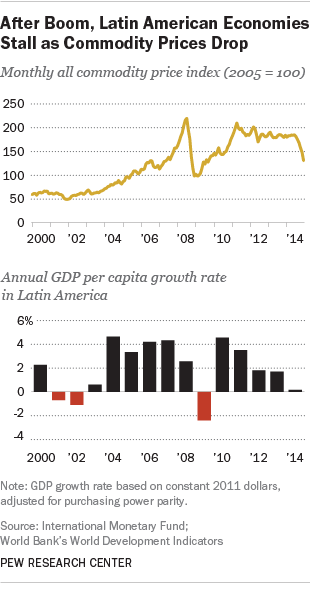 After Boom, Latin American Economies
Stall as Commodity Prices Drop
Monthly all commodity price index (2005 = 100)
250
200
150
100
50
0
2000 '02 '04 '06 '08 '10 '12 '14
Annual GDP per capita growth rate
in Latin America
6%
4
2
0
-2
-4
2000 '02 '04 '06 '08 '10 '12 '14
Note: GDP growth rate based on constant 2011 dollars,
adjusted for purchasing power parity.
Source: International Monetary Fund;
World Bank's World Development Indicators
PEW RESEARCH CENTER